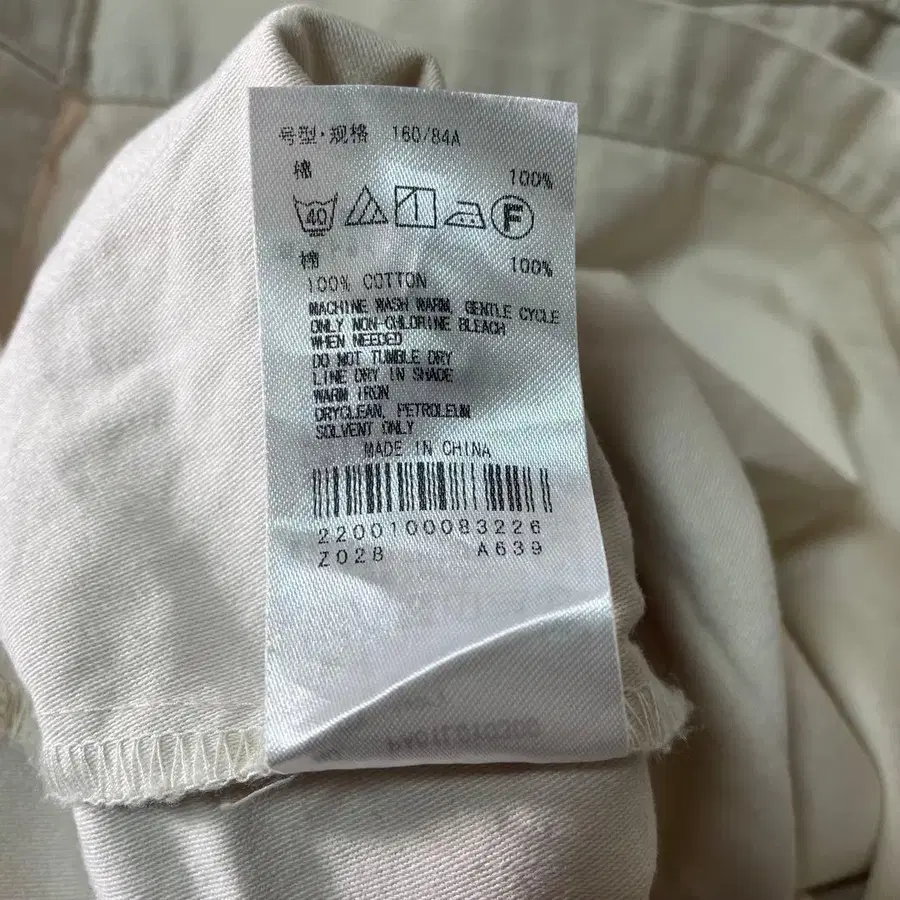 号型·规格 160/84A
棉 100%
40 F
棉 100%
100% COTTON
MACHINE WASH WARM, GENTLE CYCLE
ONLY NON-CHLORINE BLEACH
WHEN NEEDED
DO NOT TUMBLE DRY
LINE DRY IN SHADE
WARM IRON
DRYCLEAN, PETROLEUM
SOLVENT ONLY
MADE IN CHINA
2200100083226
Z028 A639